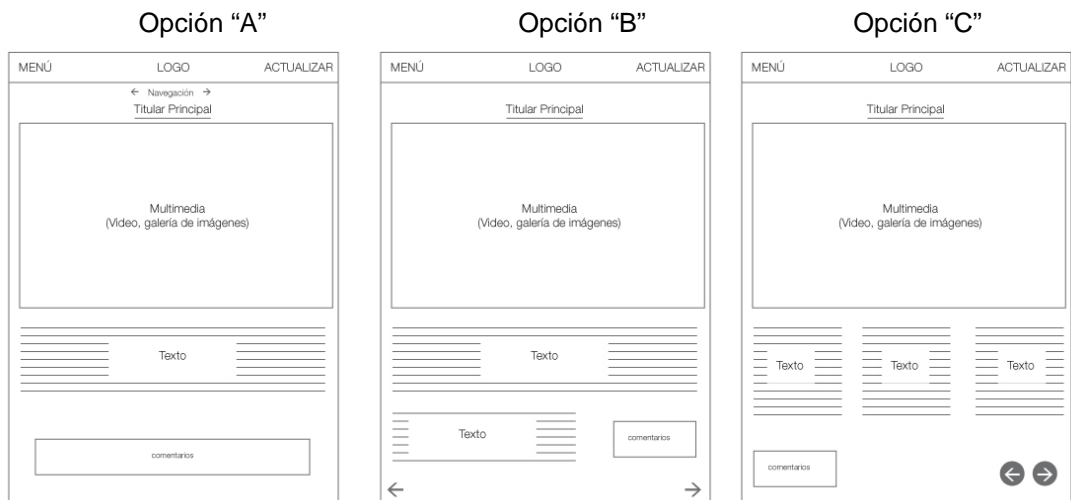 Opción “A”
MENÚ LOGO ACTUALIZAR
← Navegación →
Titular Principal
Multimedia
(Video, galería de imágenes)
Texto
comentarios
Opción “B”
MENÚ LOGO ACTUALIZAR
Titular Principal
Multimedia
(Video, galería de imágenes)
Texto
Texto
comentarios
← →
Opción “C”
MENÚ LOGO ACTUALIZAR
Titular Principal
Multimedia
(Video, galería de imágenes)
Texto Texto Texto
comentarios
← →